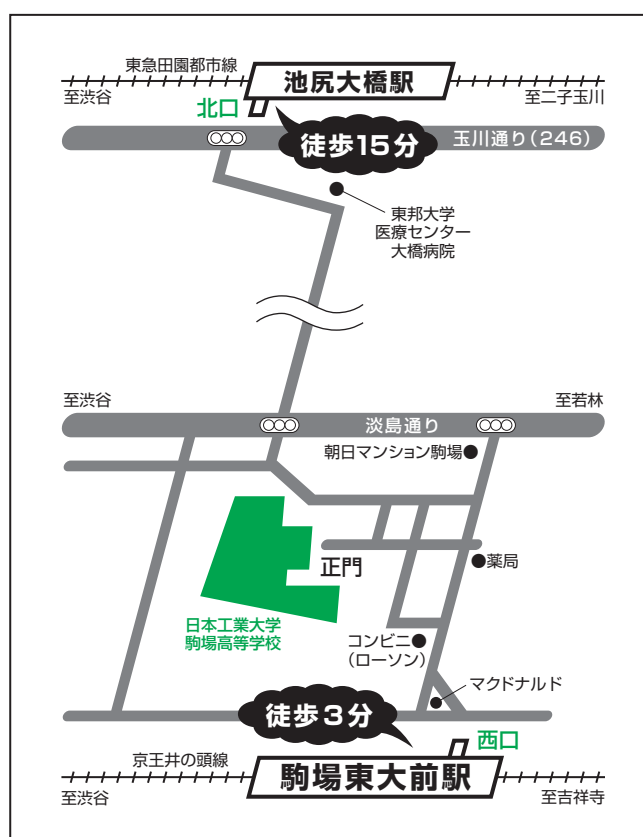 東急田園都市線
池尻大橋駅
至渋谷
至二子玉川
北口
徒歩15分
玉川通り(246)
東邦大学
医療センター
大橋病院
至渋谷
至若林
淡島通り
朝日マンション駒場
正門
薬局
日本工業大学
駒場高等学校
コンビニ
(ローソン)
マクドナルド
徒歩3分
西口
京王井の頭線
駒場東大前駅
至渋谷
至吉祥寺